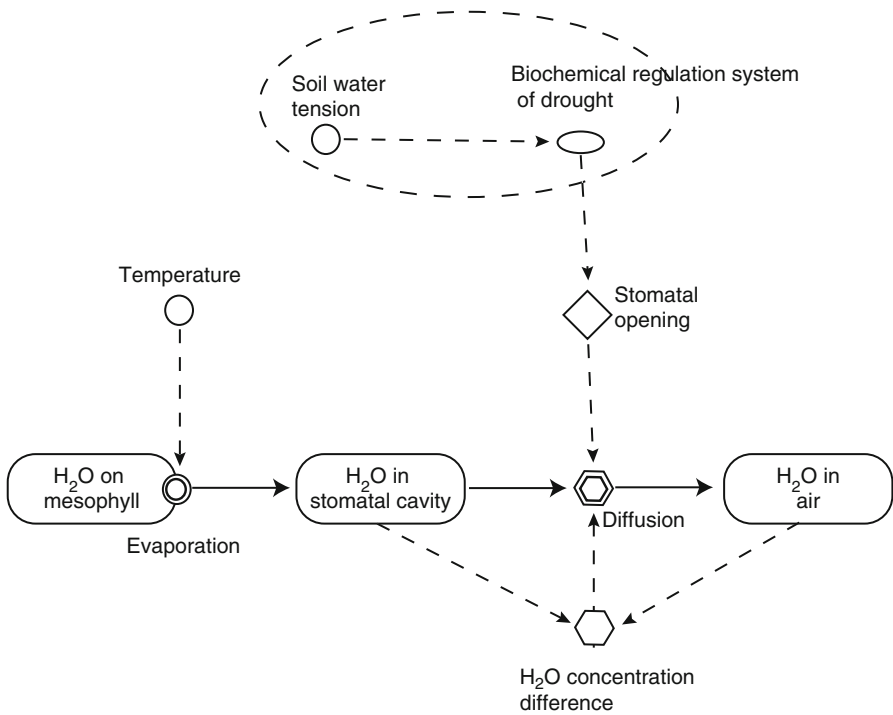 Soil water
tension
Biochemical regulation system
of drought
Temperature
Stomatal
opening
H₂O on
mesophyll
H₂O in
stomatal cavity
H₂O in
air
Evaporation
Diffusion
H₂O concentration
difference